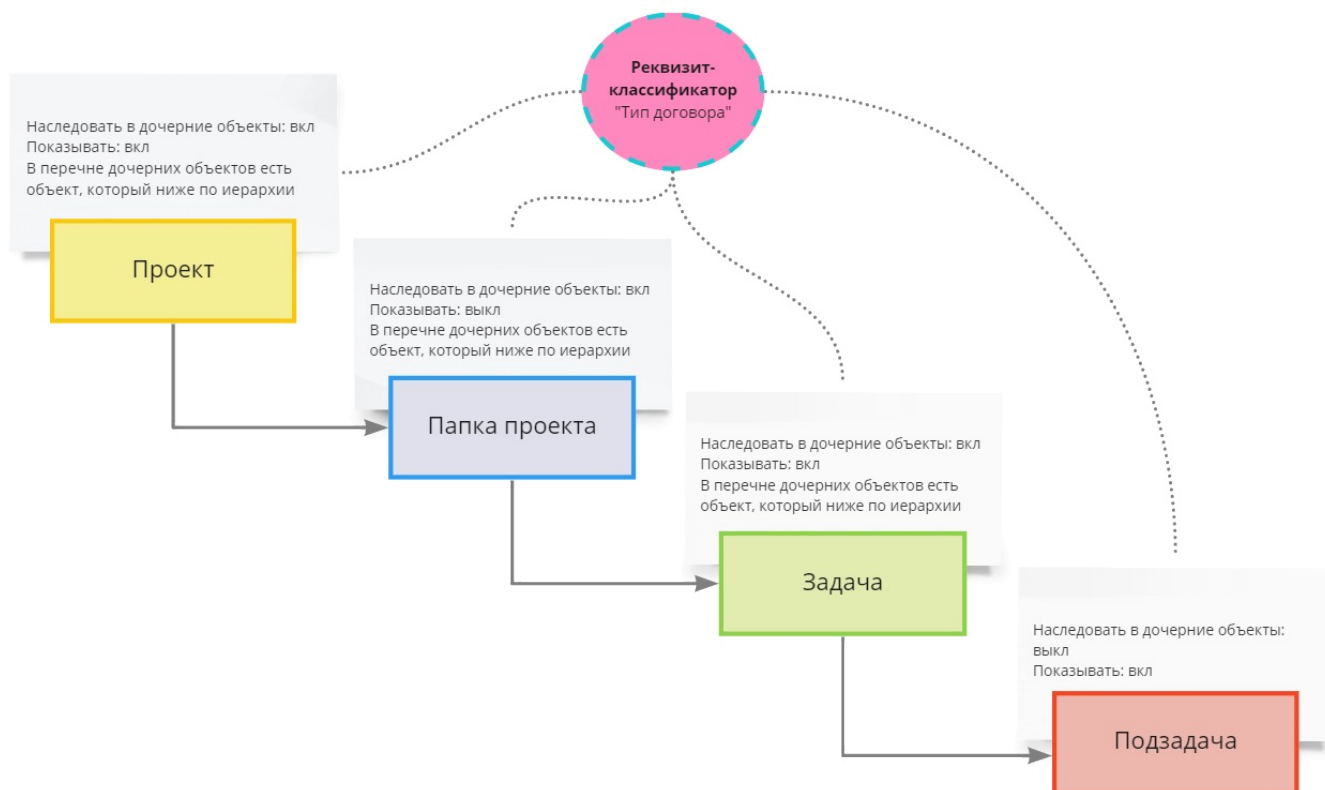 Реквизит-
классификатор
"Тип договора"
Наследовать в дочерние объекты: вкл
Показывать: вкл
В перечне дочерних объектов есть
объект, который ниже по иерархии
Проект
Наследовать в дочерние объекты: вкл
Показывать: выкл
В перечне дочерних объектов есть
объект, который ниже по иерархии
Папка проекта
Наследовать в дочерние объекты: вкл
Показывать: вкл
В перечне дочерних объектов есть
объект, который ниже по иерархии
Задача
Наследовать в дочерние объекты:
выкл
Показывать: вкл
Подзадача